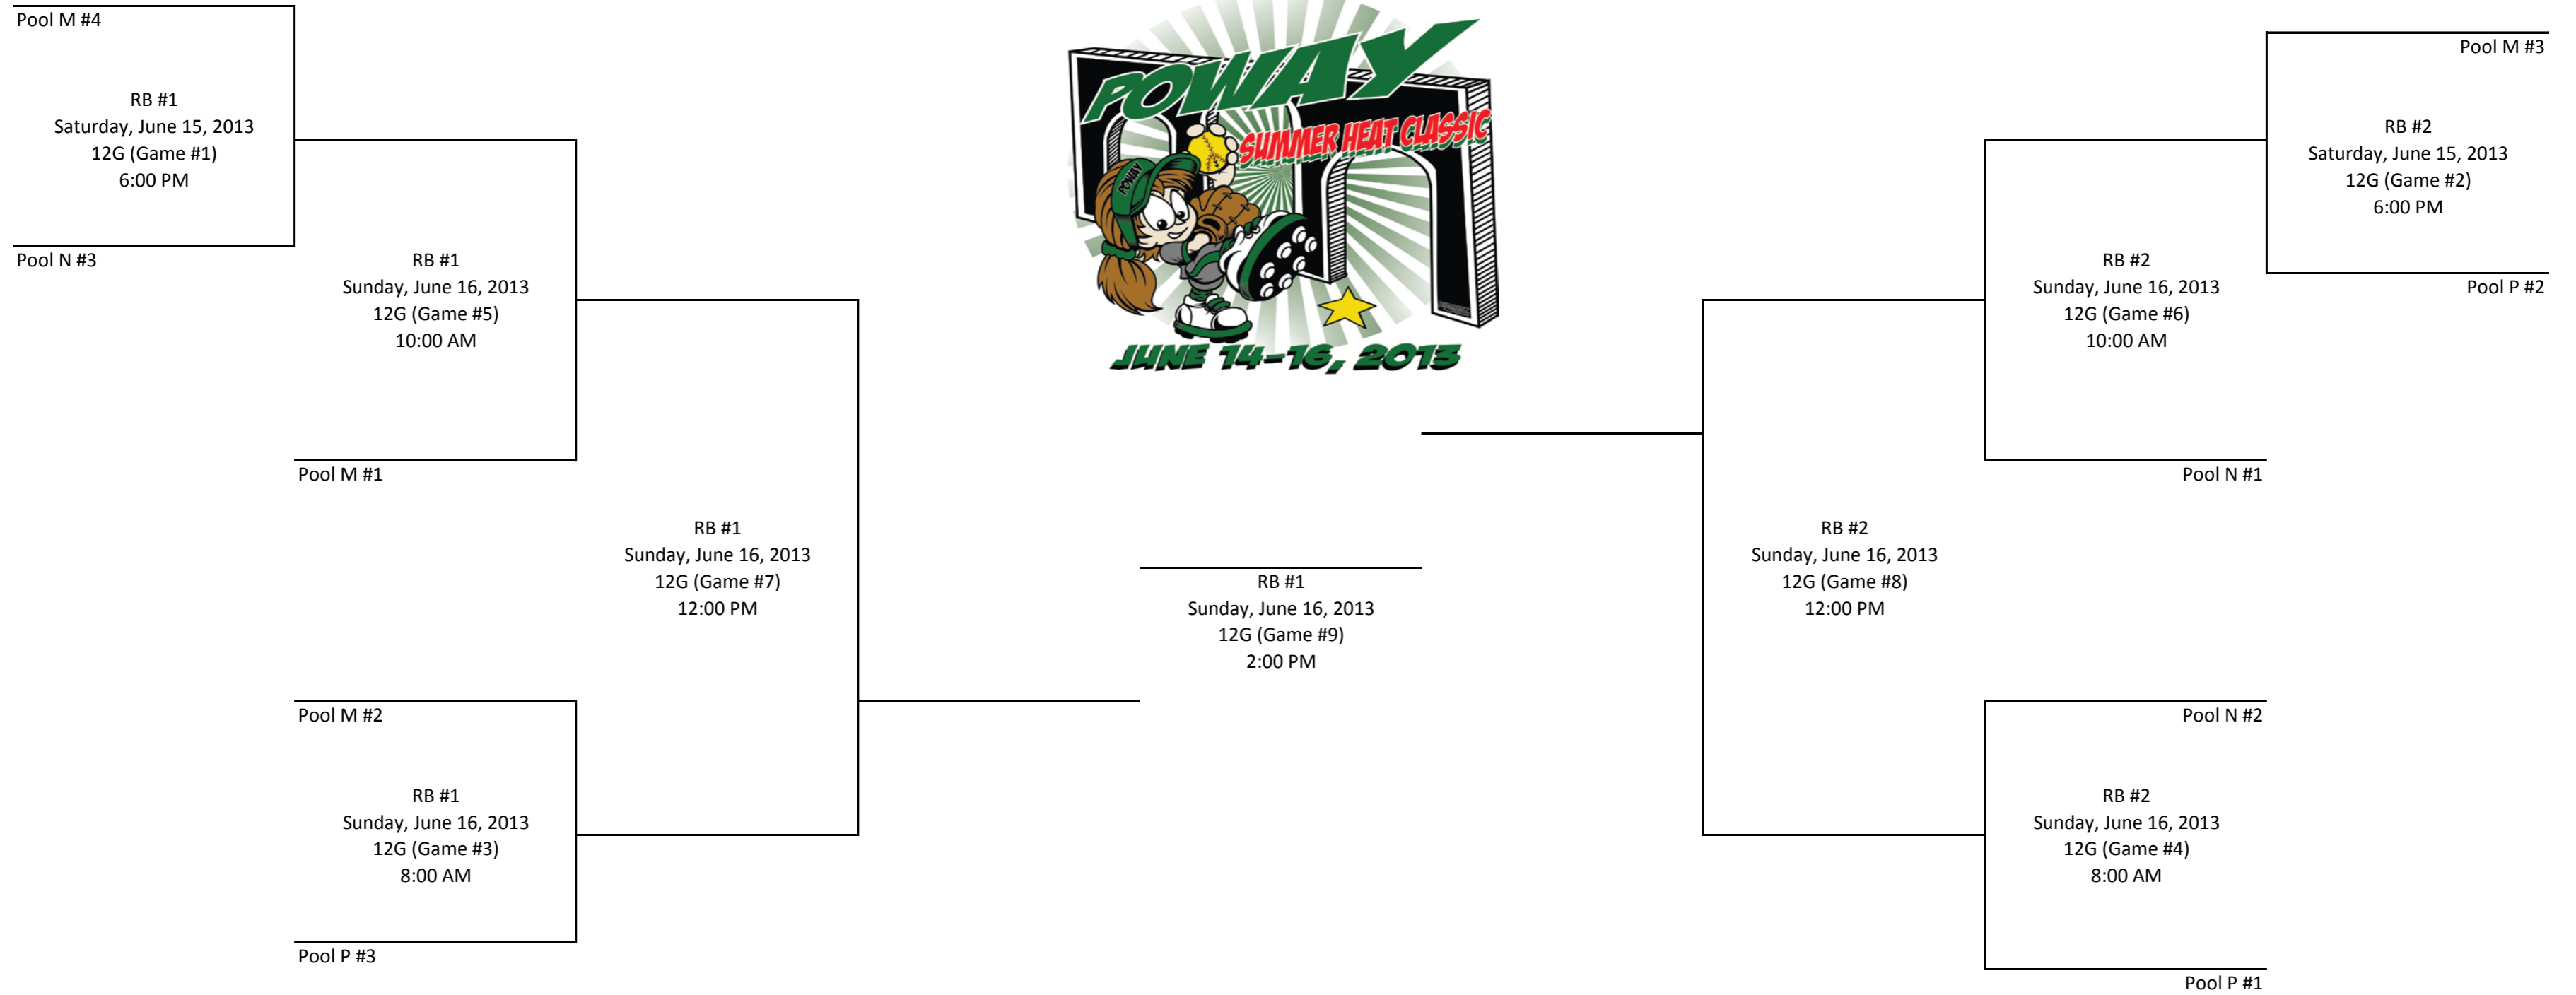 Pool M #4
RB #1
Saturday, June 15, 2013
12G (Game #1)
6:00 PM
Pool N #3
RB #1
Sunday, June 16, 2013
12G (Game #5)
10:00 AM
Pool M #1
RB #1
Sunday, June 16, 2013
12G (Game #7)
12:00 PM
Pool M #2
RB #1
Sunday, June 16, 2013
12G (Game #3)
8:00 AM
Pool P #3
POWAY
SUMMER HEAT CLASSIC
POWAY
JUNE 14-16, 2013
RB #1
Sunday, June 16, 2013
12G (Game #9)
2:00 PM
Pool M #3
RB #2
Saturday, June 15, 2013
12G (Game #2)
6:00 PM
Pool P #2
RB #2
Sunday, June 16, 2013
12G (Game #6)
10:00 AM
Pool N #1
RB #2
Sunday, June 16, 2013
12G (Game #8)
12:00 PM
Pool N #2
RB #2
Sunday, June 16, 2013
12G (Game #4)
8:00 AM
Pool P #1